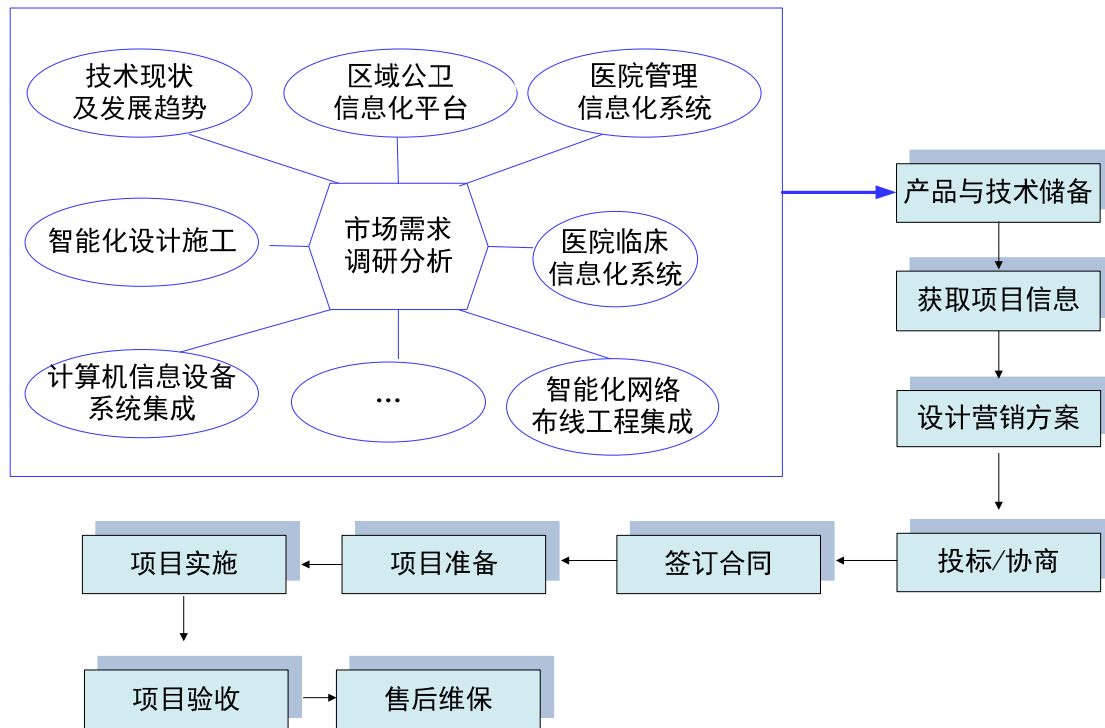 技术现状
及发展趋势
区域公卫
信息化平台
医院管理
信息化系统
智能化设计施工
市场需求
调研分析
医院临床
信息化系统
计算机信息设备
系统集成
…
智能化网络
布线工程集成
产品与技术储备
获取项目信息
设计营销方案
投标/协商
签订合同
项目准备
项目实施
项目验收
售后维保